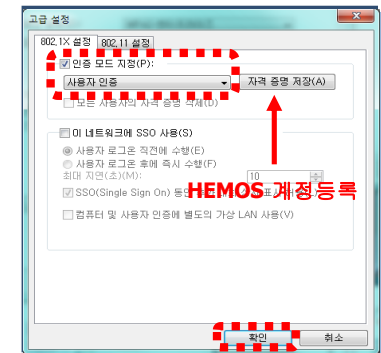 고급 설정
802.1X 설정 802.11 설정
인증 모드 지정(P):
사용자 인증 자격 증명 저장(A)
모든 사용자의 자격 증명 삭제(D)
이 네트워크에 SSO 사용(S)
사용자 로그온 직전에 수행(E)
사용자 로그온 후에 즉시 수행(F)
최대 지연(초)(M): 10
SSO(Single Sign On) 동안
HEMOS 계정등록
컴퓨터 및 사용자 인증에 별도의 가상 LAN 사용(V)
확인 취소